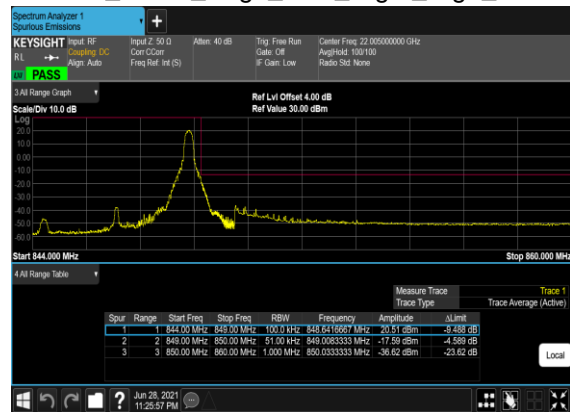 Spectrum Analyzer 1
Spurious Emissions
+
KEYSIGHT Input: RF Input Z: 50 Ω Atten: 40 dB Trig: Free Run Center Freq: 22.005000000 GHz
RL Coupling: DC Corr CCorr Gate: Off Avg|Hold: 100/100
Align: Auto Freq Ref: Int (S) IF Gain: Low Radio Std: None
PASS
3 All Range Graph
Ref Lvl Offset 4.00 dB
Scale/Div 10.0 dB Ref Value 30.00 dBm
Log
20.0
10.0
0.00
-10.0
-20.0
-30.0
-40.0
-50.0
-60.0
Start 844.000 MHz Stop 860.000 MHz
4 All Range Table
Measure Trace Trace 1
Trace Type Trace Average (Active)
Spur Range Start Freq Stop Freq RBW Frequency Amplitude ΔLimit
1 1 844.00 MHz 849.00 MHz 100.0 kHz 848.6416667 MHz 20.51 dBm -9.488 dB
2 2 849.00 MHz 850.00 MHz 51.00 kHz 849.0083333 MHz -17.59 dBm -4.589 dB
3 3 850.00 MHz 860.00 MHz 1.000 MHz 850.0333333 MHz -36.62 dBm -23.62 dB
Local
? Jun 28, 2021
11:25:57 PM